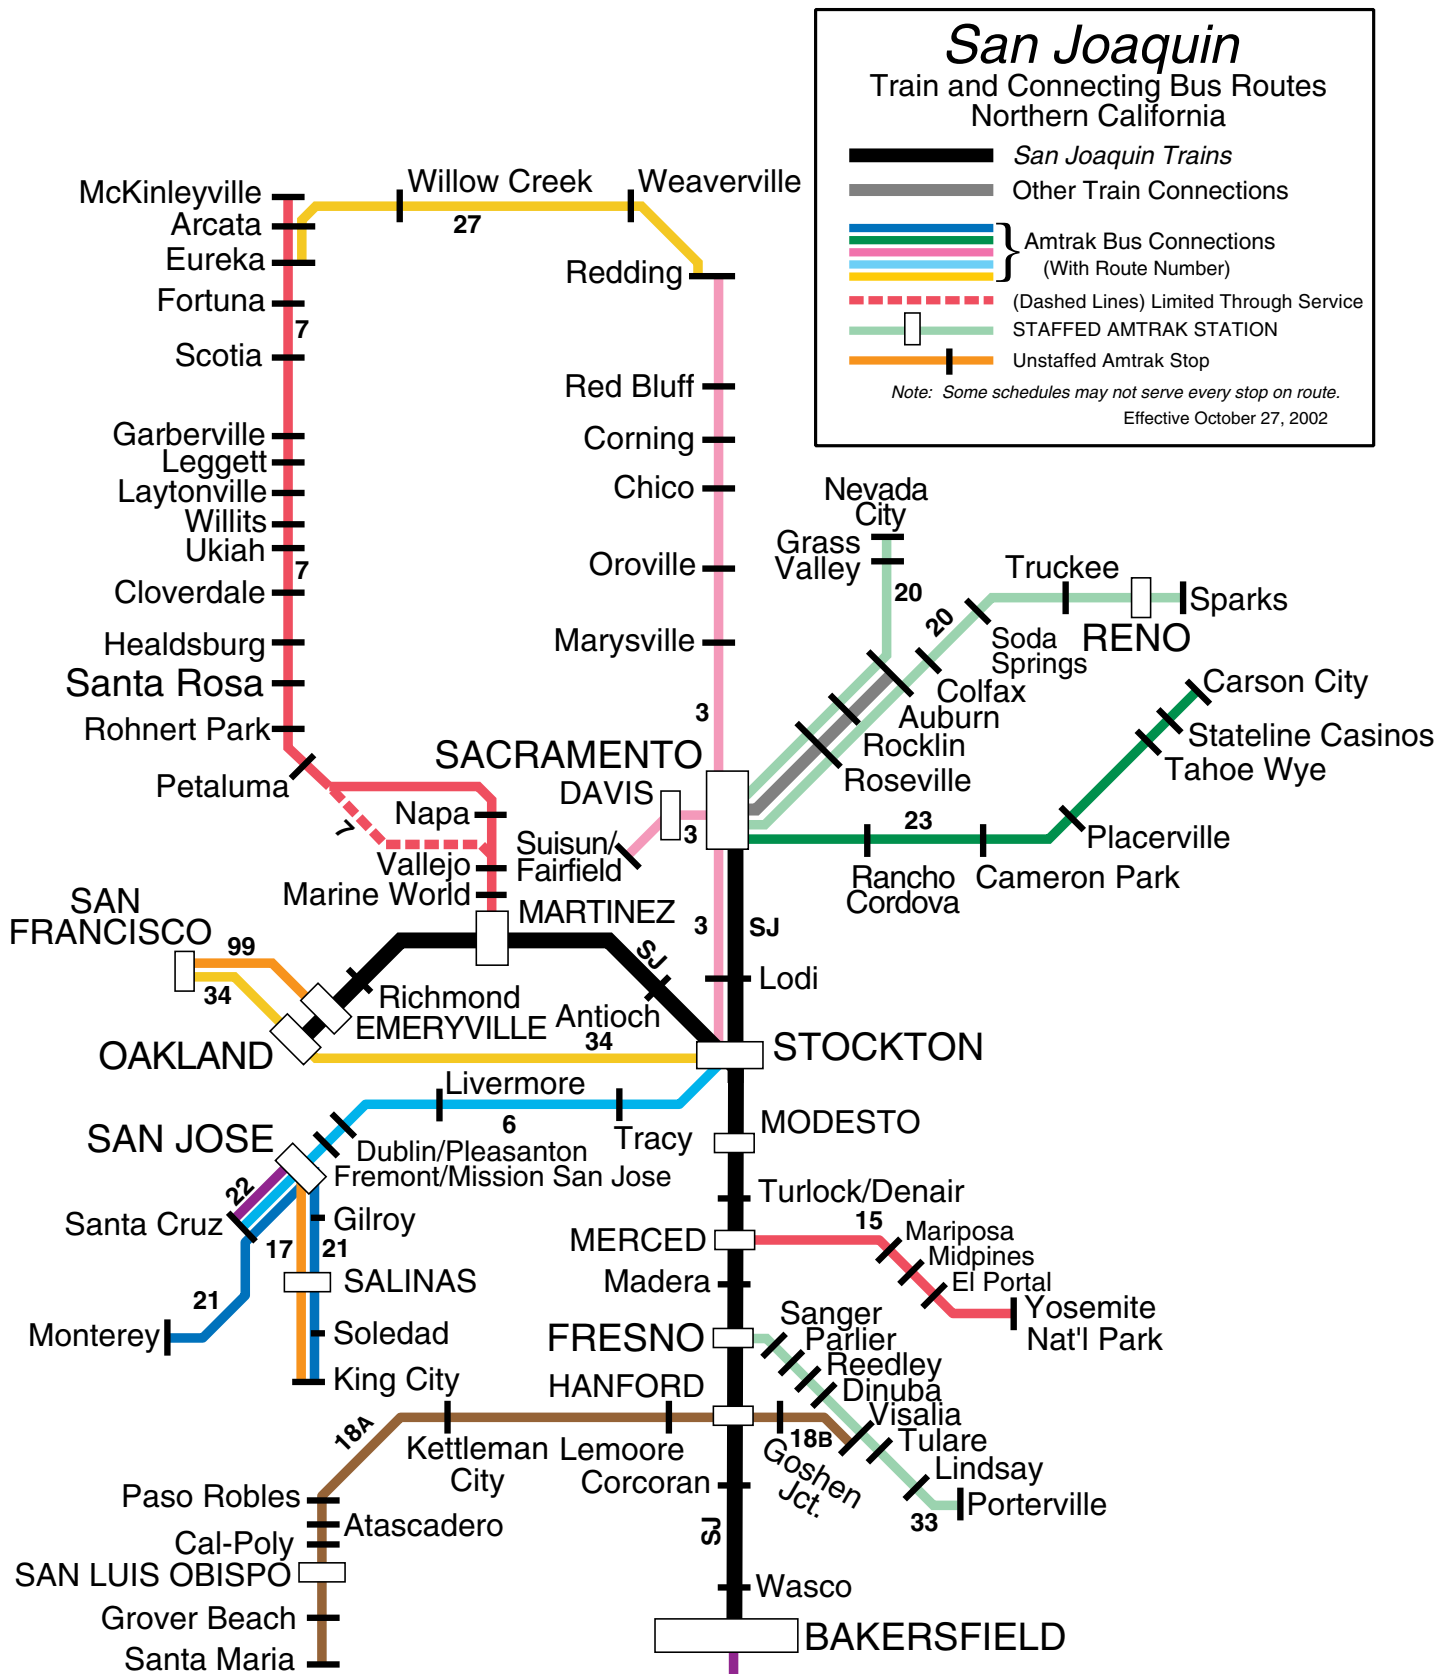 San Joaquin
Train and Connecting Bus Routes
Northern California
San Joaquin Trains
Other Train Connections
Amtrak Bus Connections
(With Route Number)
(Dashed Lines) Limited Through Service
STAFFED AMTRAK STATION
Unstaffed Amtrak Stop
Note: Some schedules may not serve every stop on route.
Effective October 27, 2002
McKinleyville
Arcata
Eureka
Fortuna
7
Scotia
Garberville
Leggett
Laytonville
Willits
Ukiah
7
Cloverdale
Healdsburg
Santa Rosa
Rohnert Park
Petaluma
7
Napa
Vallejo
Marine World
MARTINEZ
Willow Creek
27
Weaverville
Redding
Red Bluff
Corning
Chico
Oroville
Marysville
3
SACRAMENTO
DAVIS
3
Suisun/
Fairfield
Nevada
City
Grass
Valley
20
20
Truckee
RENO
Sparks
Soda
Springs
Colfax
Auburn
Rocklin
Roseville
Carson City
Stateline Casinos
Tahoe Wye
Placerville
23
Rancho
Cordova
Cameron Park
3
SJ
Lodi
SAN
FRANCISCO
99
34
Richmond
EMERYVILLE
OAKLAND
SJ
Antioch
34
STOCKTON
Livermore
6
Tracy
Dublin/Pleasanton
Fremont/Mission San Jose
SAN JOSE
22
Santa Cruz
17
21
Gilroy
SALINAS
21
Monterey
Soledad
King City
MODESTO
Turlock/Denair
MERCED
15
Mariposa
Midpines
El Portal
Yosemite
Nat'l Park
Madera
FRESNO
Sanger
Parlier
Reedley
Dinuba
Visalia
Tulare
Lindsay
Porterville
33
HANFORD
18B
Goshen
Jct.
18A
Kettleman
City
Lemoore
Corcoran
Paso Robles
Atascadero
Cal-Poly
SAN LUIS OBISPO
Grover Beach
Santa Maria
SJ
Wasco
BAKERSFIELD